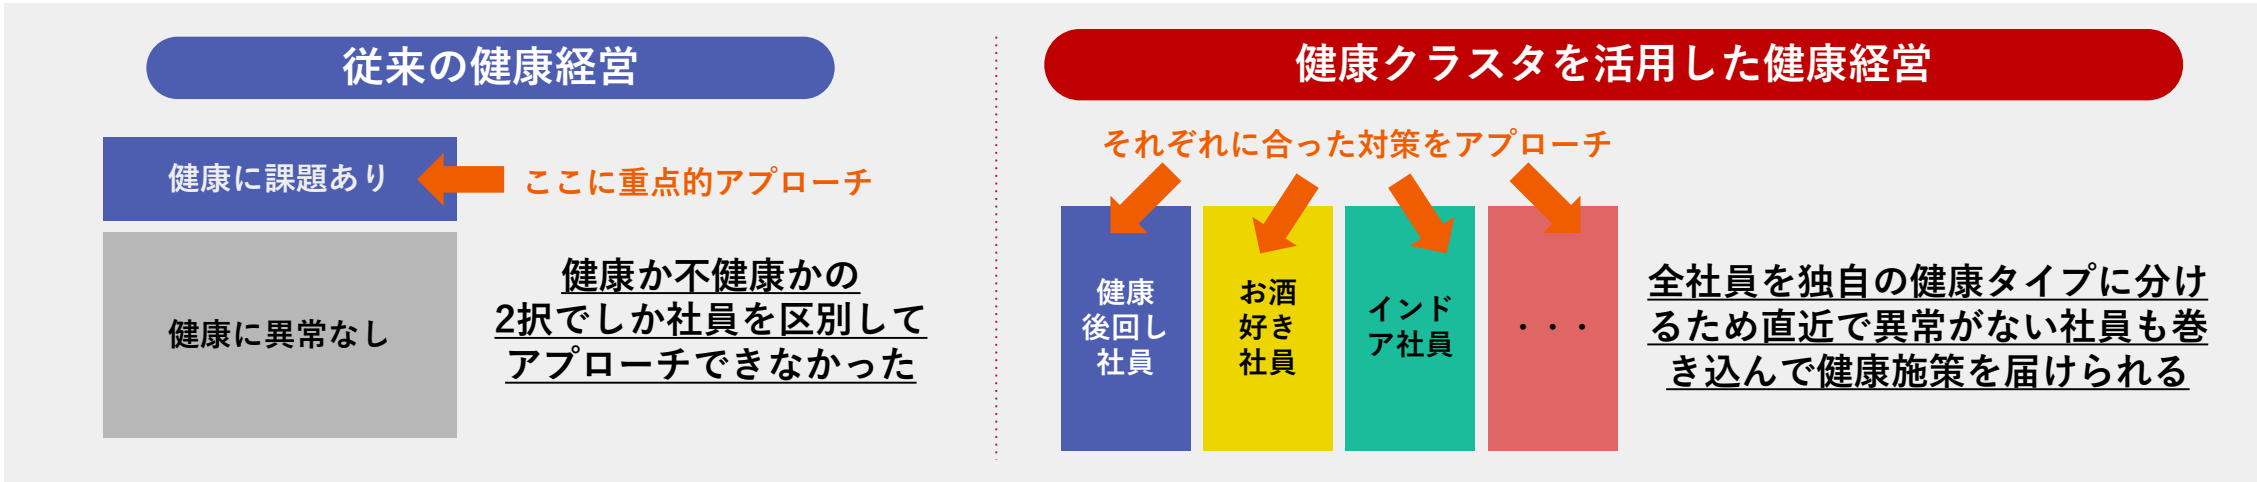 従来の健康経営
健康に課題あり
ここに重点的アプローチ
健康に異常なし
健康か不健康かの
2択でしか社員を区別して
アプローチできなかった
健康クラスタを活用した健康経営
それぞれに合った対策をアプローチ
健康
後回し
社員
お酒
好き
社員
インド
ア社員
・・・
全社員を独自の健康タイプに分け
るため直近で異常がない社員も巻
き込んで健康施策を届けられる